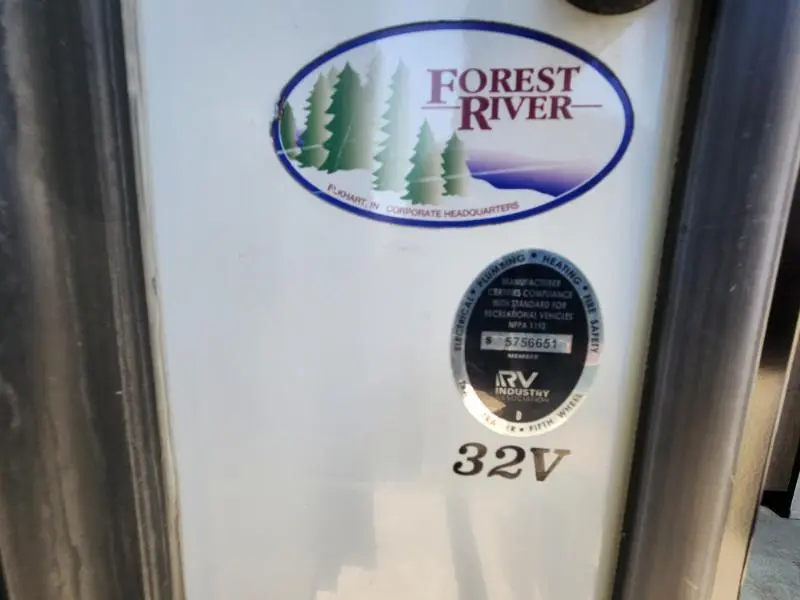 FOREST
RIVER
ELKHART, IN CORPORATE HEADQUARTERS
ELECTRICAL • PLUMBING • HEATING • FIRE SAFETY
MANUFACTURER
CERTIFIES COMPLIANCE
WITH STANDARD FOR
RECREATIONAL VEHICLES
NFPA 1192
S 5756651
MEMBER
RV
INDUSTRY
ASSOCIATION
D
• FIFTH WHEEL
32V